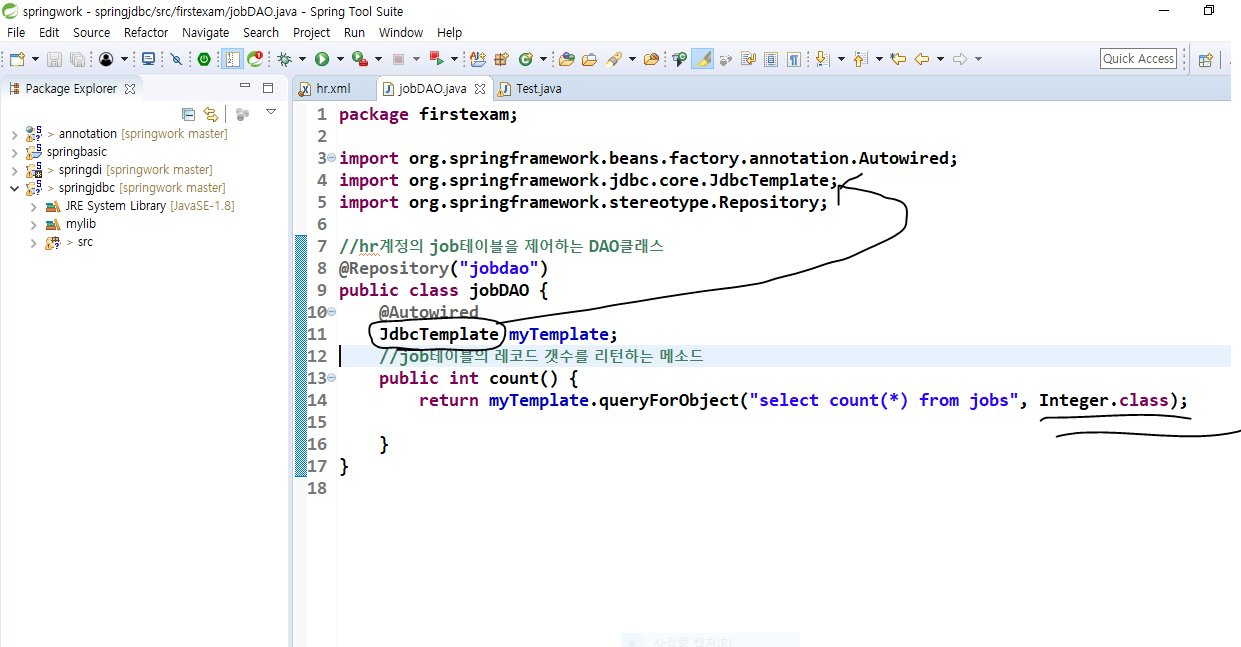 springwork - springjdbc/src/firstexam/jobDAO.java - Spring Tool Suite
File Edit Source Refactor Navigate Search Project Run Window Help
Quick Access
Package Explorer
hr.xml
jobDAO.java
Test.java
> annotation [springwork master]
springbasic
> springdi [springwork master]
> springjdbc [springwork master]
JRE System Library [JavaSE-1.8]
mylib
> src
1 package firstexam;
2
3 import org.springframework.beans.factory.annotation.Autowired;
4 import org.springframework.jdbc.core.JdbcTemplate;
5 import org.springframework.stereotype.Repository;
6
7 //hr계정의 job테이블을 제어하는 DAO클래스
8 @Repository("jobdao")
9 public class jobDAO {
10 @Autowired
11 JdbcTemplate myTemplate;
12 //job테이블의 레코드 갯수를 리턴하는 메소드
13 public int count() {
14 return myTemplate.queryForObject("select count(*) from jobs", Integer.class);
15
16 }
17 }
18